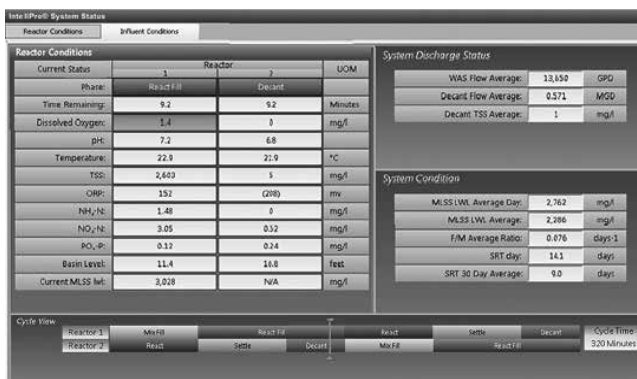 IntelliPro® System Status
Reactor Conditions Influent Conditions
Reactor Conditions
Current Status Reactor UOM
1 2
Phase: React Fill Decant
Time Remaining: 9.2 9.2 Minutes
Dissolved Oxygen: 1.4 0 mg/l
pH: 7.2 6.8
Temperature: 22.9 21.9 °C
TSS: 2,603 5 mg/l
ORP: 152 (208) mv
NH₄-N: 1.48 0 mg/l
NOₓ-N: 3.05 0.52 mg/l
PO₄-P: 0.12 0.24 mg/l
Basin Level: 11.4 10.8 feet
Current MLSS lwl: 3,028 N/A mg/l
System Discharge Status
WAS Flow Average: 13,650 GPD
Decant Flow Average: 0.571 MGD
Decant TSS Average: 1 mg/l
System Condition
MLSS LWL Average Day: 2,762 mg/l
MLSS LWL Average: 2,286 mg/l
F/M Average Ratio: 0.076 days-1
SRT day: 14.1 days
SRT 30 Day Average: 9.0 days
Cycle View
Reactor 1 Mix Fill React Fill React Settle Decant Cycle Time
Reactor 2 React Settle Decant Mix Fill React Fill 320 Minutes